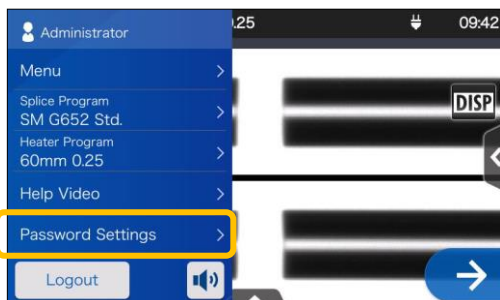 Administrator
.25
09:42
Menu
Splice Program
SM G652 Std.
Heater Program
60mm 0.25
Help Video
Password Settings
Logout
DISP